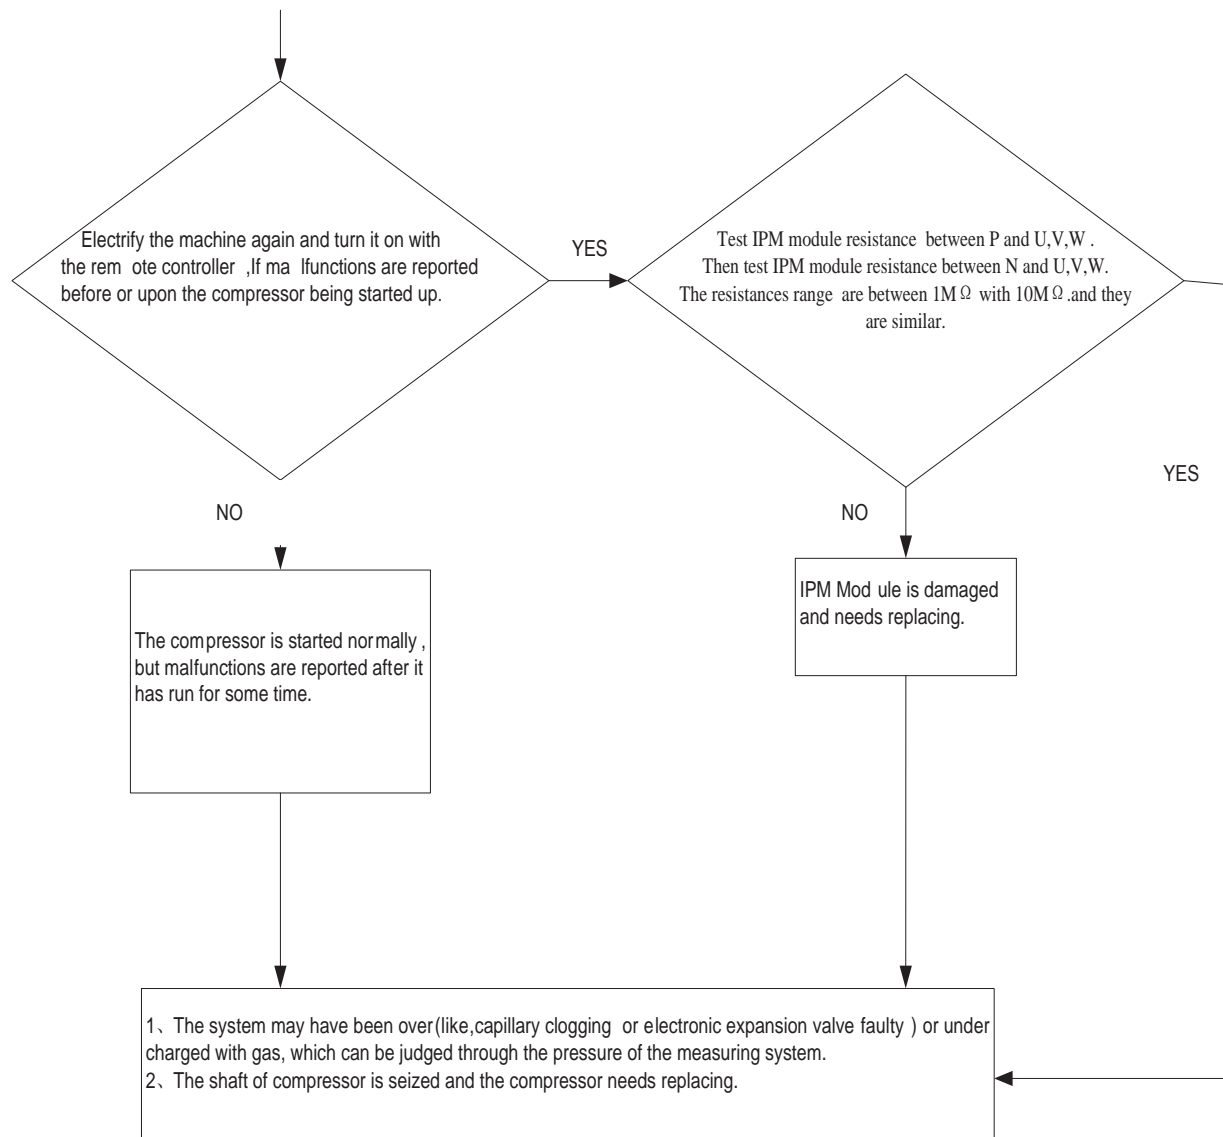 Electrify the machine again and turn it on with
the rem ote controller ,If ma lfunctions are reported
before or upon the compressor being started up.
YES
Test IPM module resistance between P and U,V,W .
Then test IPM module resistance between N and U,V,W.
The resistances range are between 1MΩ with 10MΩ.and they
are similar.
YES
NO
NO
IPM Mod ule is damaged
and needs replacing.
The compressor is started normally ,
but malfunctions are reported after it
has run for some time.
1、The system may have been over(like,capillary clogging or electronic expansion valve faulty ) or under
charged with gas, which can be judged through the pressure of the measuring system.
2、The shaft of compressor is seized and the compressor needs replacing.